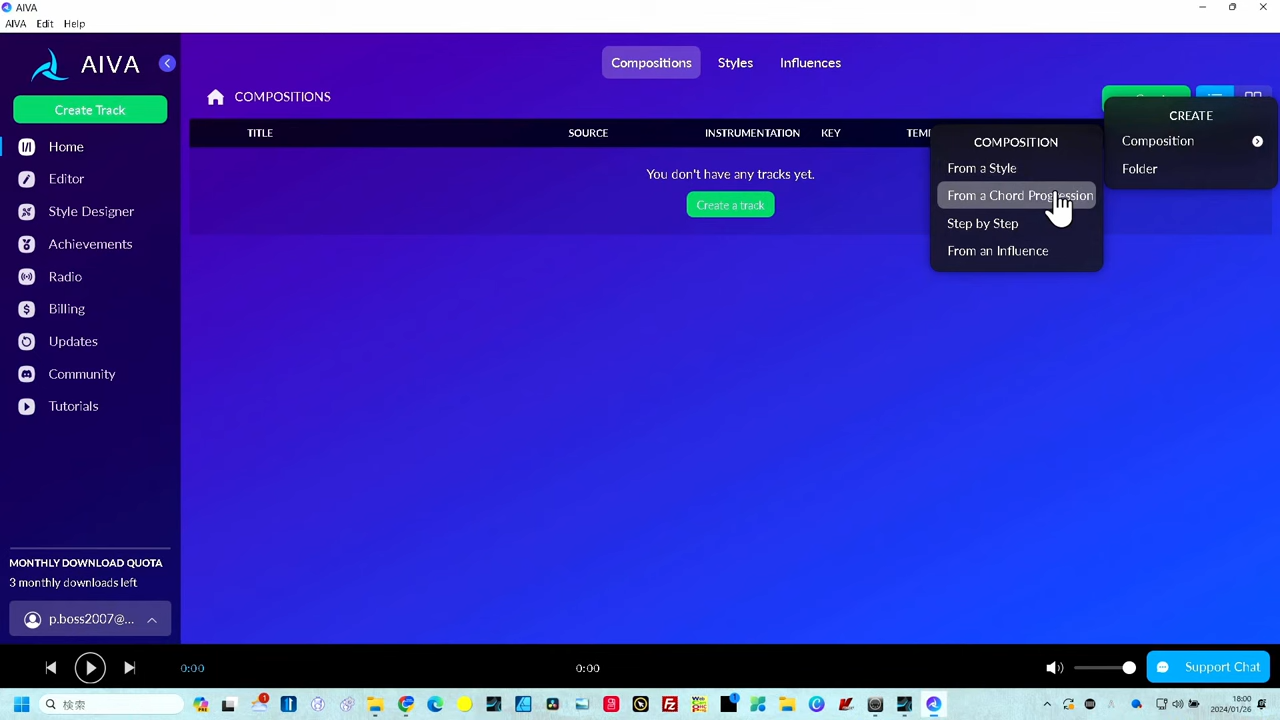 AIVA
AIVA Edit Help
AIVA
Create Track
Home
Editor
Style Designer
Achievements
Radio
Billing
Updates
Community
Tutorials
MONTHLY DOWNLOAD QUOTA
3 monthly downloads left
p.boss2007@...
Compositions Styles Influences
COMPOSITIONS
TITLE SOURCE INSTRUMENTATION KEY
You don't have any tracks yet.
Create a track
CREATE
Composition
Folder
COMPOSITION
From a Style
From a Chord Progression
Step by Step
From an Influence
0:00 0:00
Support Chat
検索
18:00
2024/01/26